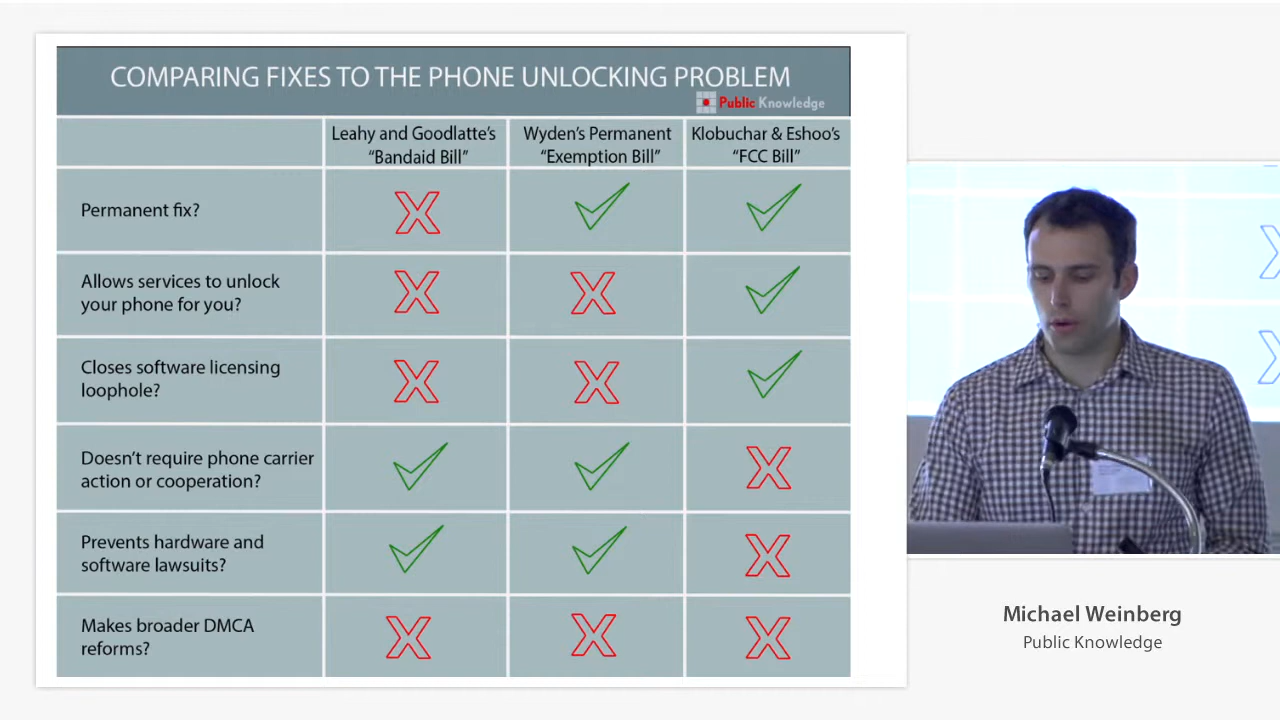 COMPARING FIXES TO THE PHONE UNLOCKING PROBLEM
Public Knowledge
Leahy and Goodlatte's
"Bandaid Bill"
Wyden's Permanent
"Exemption Bill"
Klobuchar & Eshoo's
"FCC Bill"
Permanent fix?
Allows services to unlock
your phone for you?
Closes software licensing
loophole?
Doesn't require phone carrier
action or cooperation?
Prevents hardware and
software lawsuits?
Makes broader DMCA
reforms?
Michael Weinberg
Public Knowledge